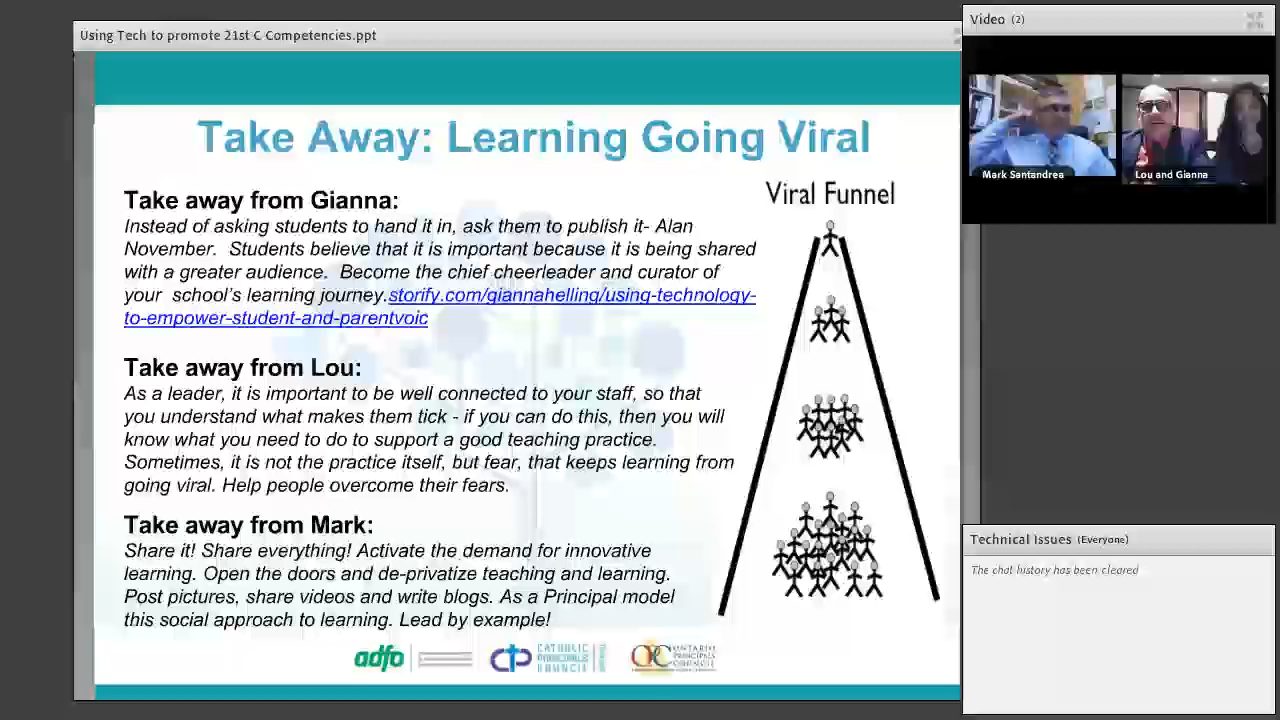 Using Tech to promote 21st C Competencies.ppt
Take Away: Learning Going Viral
Take away from Gianna:
Instead of asking students to hand it in, ask them to publish it- Alan
November.  Students believe that it is important because it is being shared
with a greater audience.  Become the chief cheerleader and curator of
your  school's learning journey.storify.com/giannahelling/using-technology-
to-empower-student-and-parentvoic
Take away from Lou:
As a leader, it is important to be well connected to your staff, so that
you understand what makes them tick - if you can do this, then you will
know what you need to do to support a good teaching practice.
Sometimes, it is not the practice itself, but fear, that keeps learning from
going viral. Help people overcome their fears.
Take away from Mark:
Share it! Share everything! Activate the demand for innovative
learning. Open the doors and de-privatize teaching and learning.
Post pictures, share videos and write blogs. As a Principal model
this social approach to learning. Lead by example!
Viral Funnel
adfo
CATHOLIC
PRINCIPALS'
COUNCIL
ONTARIO
PRINCIPALS'
COUNCIL
Video (2)
Mark Santandrea
Lou and Gianna
Technical Issues (Everyone)
The chat history has been cleared